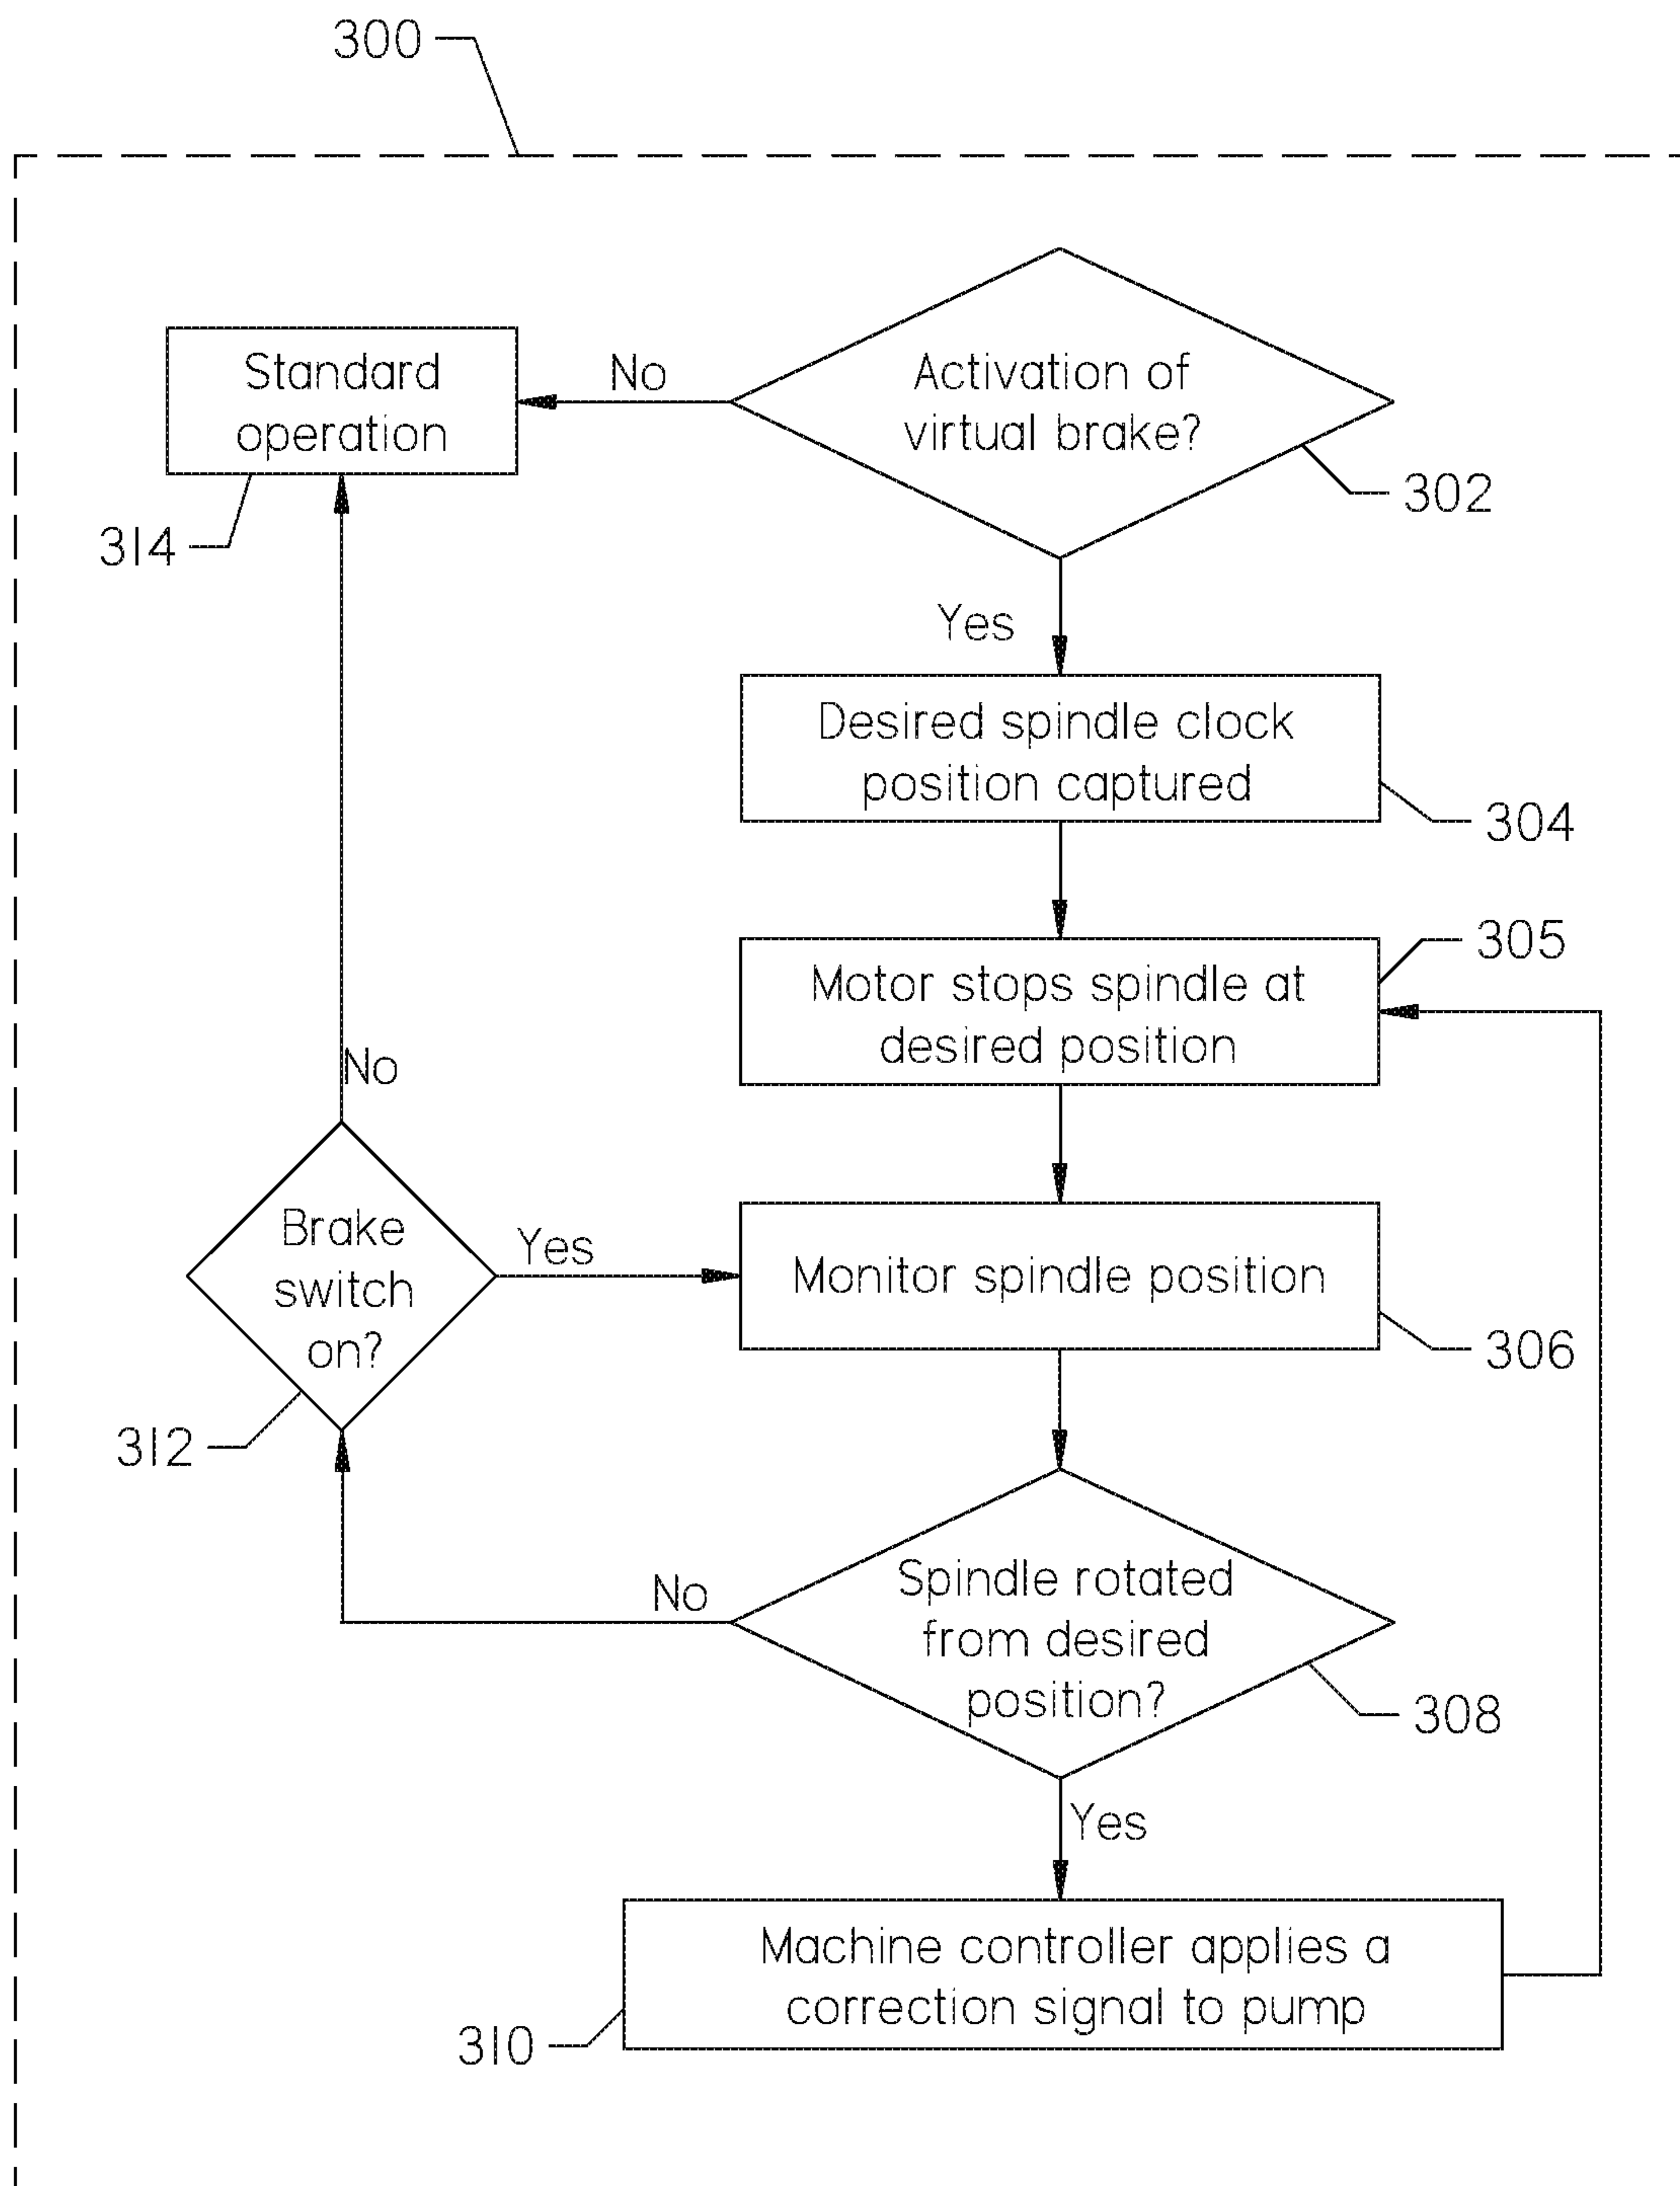 300
Activation of
virtual brake?
302
No
Standard
operation
314
Yes
Desired spindle clock
position captured
304
Motor stops spindle at
desired position
305
No
Brake
switch
on?
312
Yes
Monitor spindle position
306
Spindle rotated
from desired
position?
308
No
Yes
Machine controller applies a
correction signal to pump
310